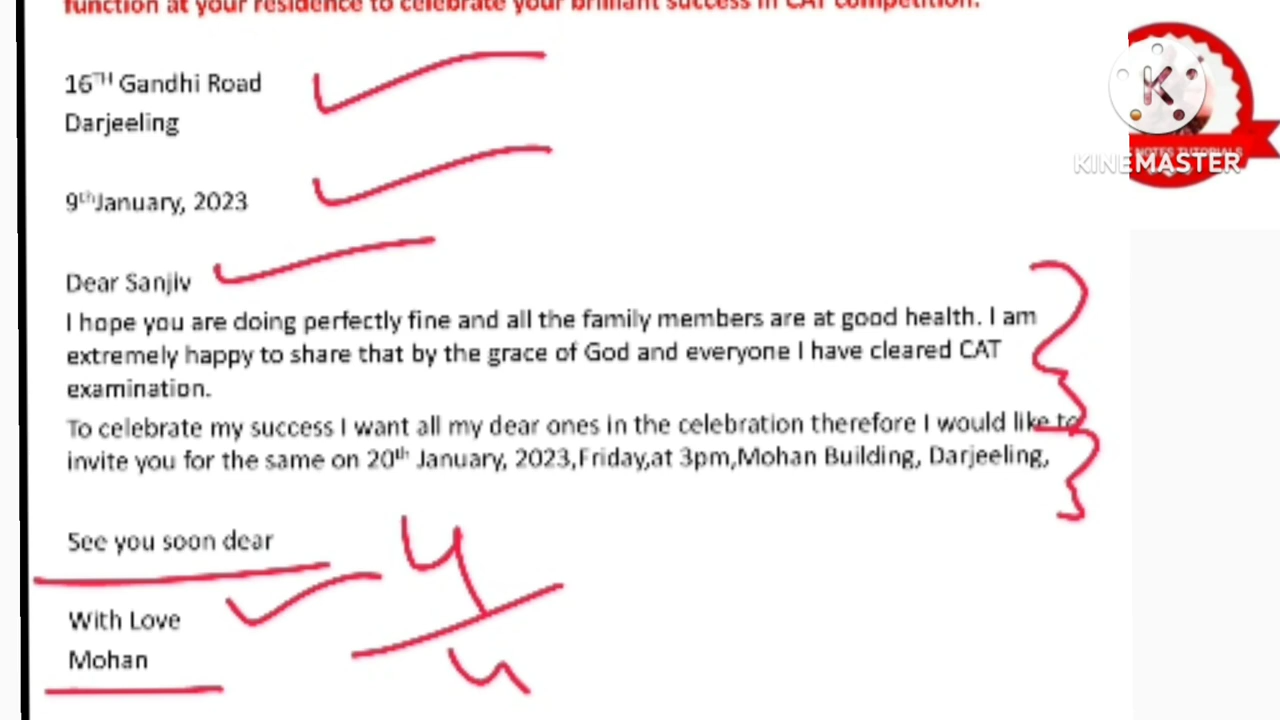 function at your residence to celebrate your brilliant success in CAT competition.
16TH Gandhi Road
Darjeeling
9thJanuary, 2023
Dear Sanjiv
I hope you are doing perfectly fine and all the family members are at good health. I am
extremely happy to share that by the grace of God and everyone I have cleared CAT
examination.
To celebrate my success I want all my dear ones in the celebration therefore I would like to
invite you for the same on 20th January, 2023,Friday,at 3pm,Mohan Building, Darjeeling,
See you soon dear
With Love
Mohan
4
K
NOTES TUTORIALS
KINEMASTER